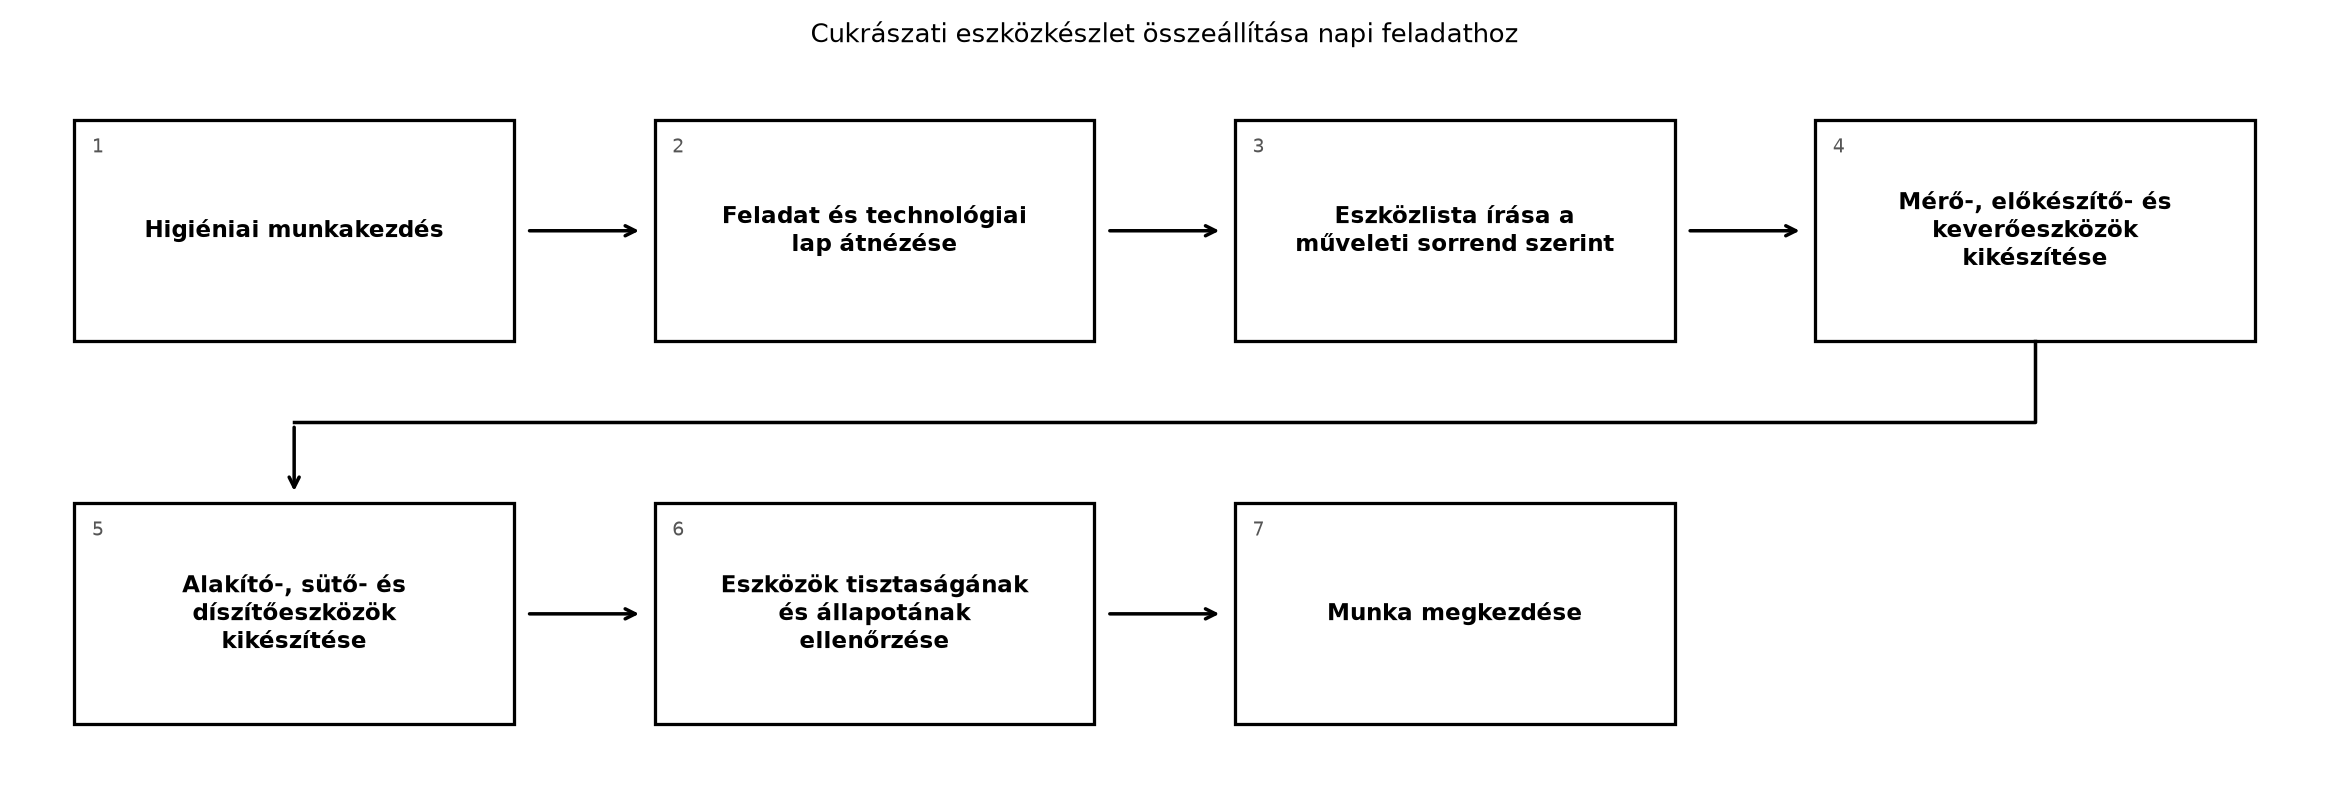 Cukrászati eszközkészlet összeállítása napi feladathoz
1
Higiéniai munkakezdés
2
Feladat és technológiai
lap átnézése
3
Eszközlista írása a
műveleti sorrend szerint
4
Mérő-, előkészítő- és
keverőeszközök
kikészítése
5
Alakító-, sütő- és
díszítőeszközök
kikészítése
6
Eszközök tisztaságának
és állapotának
ellenőrzése
7
Munka megkezdése